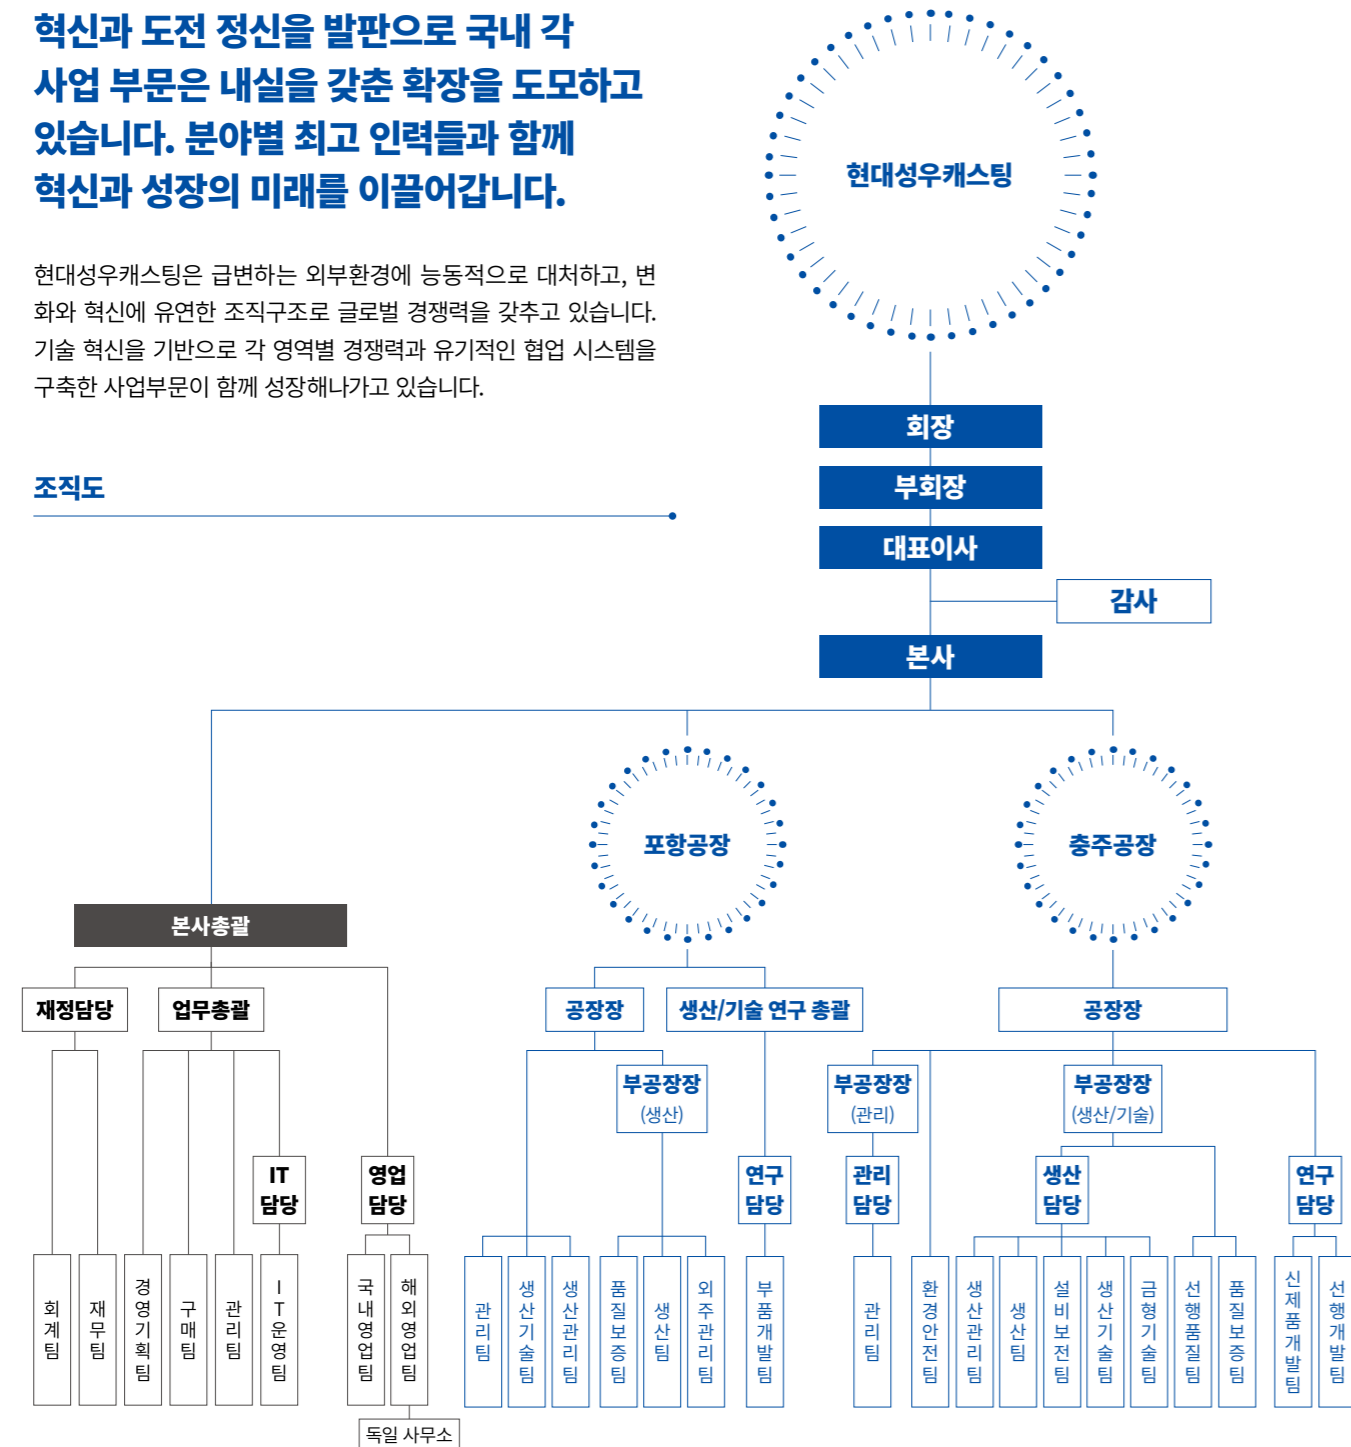 혁신과 도전 정신을 발판으로 국내 각
사업 부문은 내실을 갖춘 확장을 도모하고
있습니다. 분야별 최고 인력들과 함께
혁신과 성장의 미래를 이끌어갑니다.
현대성우캐스팅은 급변하는 외부환경에 능동적으로 대처하고, 변
화와 혁신에 유연한 조직구조로 글로벌 경쟁력을 갖추고 있습니다.
기술 혁신을 기반으로 각 영역별 경쟁력과 유기적인 협업 시스템을
구축한 사업부문이 함께 성장해나가고 있습니다.
조직도
현대성우캐스팅
회장
부회장
대표이사
감사
본사
포항공장
충주공장
본사총괄
재정담당
업무총괄
공장장
생산/기술 연구 총괄
공장장
부공장장
(생산)
부공장장
(관리)
부공장장
(생산/기술)
IT
담당
영업
담당
연구
담당
관리
담당
생산
담당
연구
담당
회계팀
재무팀
경영기획팀
구매팀
관리팀
IT운영팀
국내영업팀
해외영업팀
관리팀
생산기술팀
생산관리팀
품질보증팀
생산팀
외주관리팀
부품개발팀
관리팀
환경안전팀
생산관리팀
생산팀
설비보전팀
생산기술팀
금형기술팀
선행품질팀
품질보증팀
신제품개발팀
선행개발팀
독일 사무소